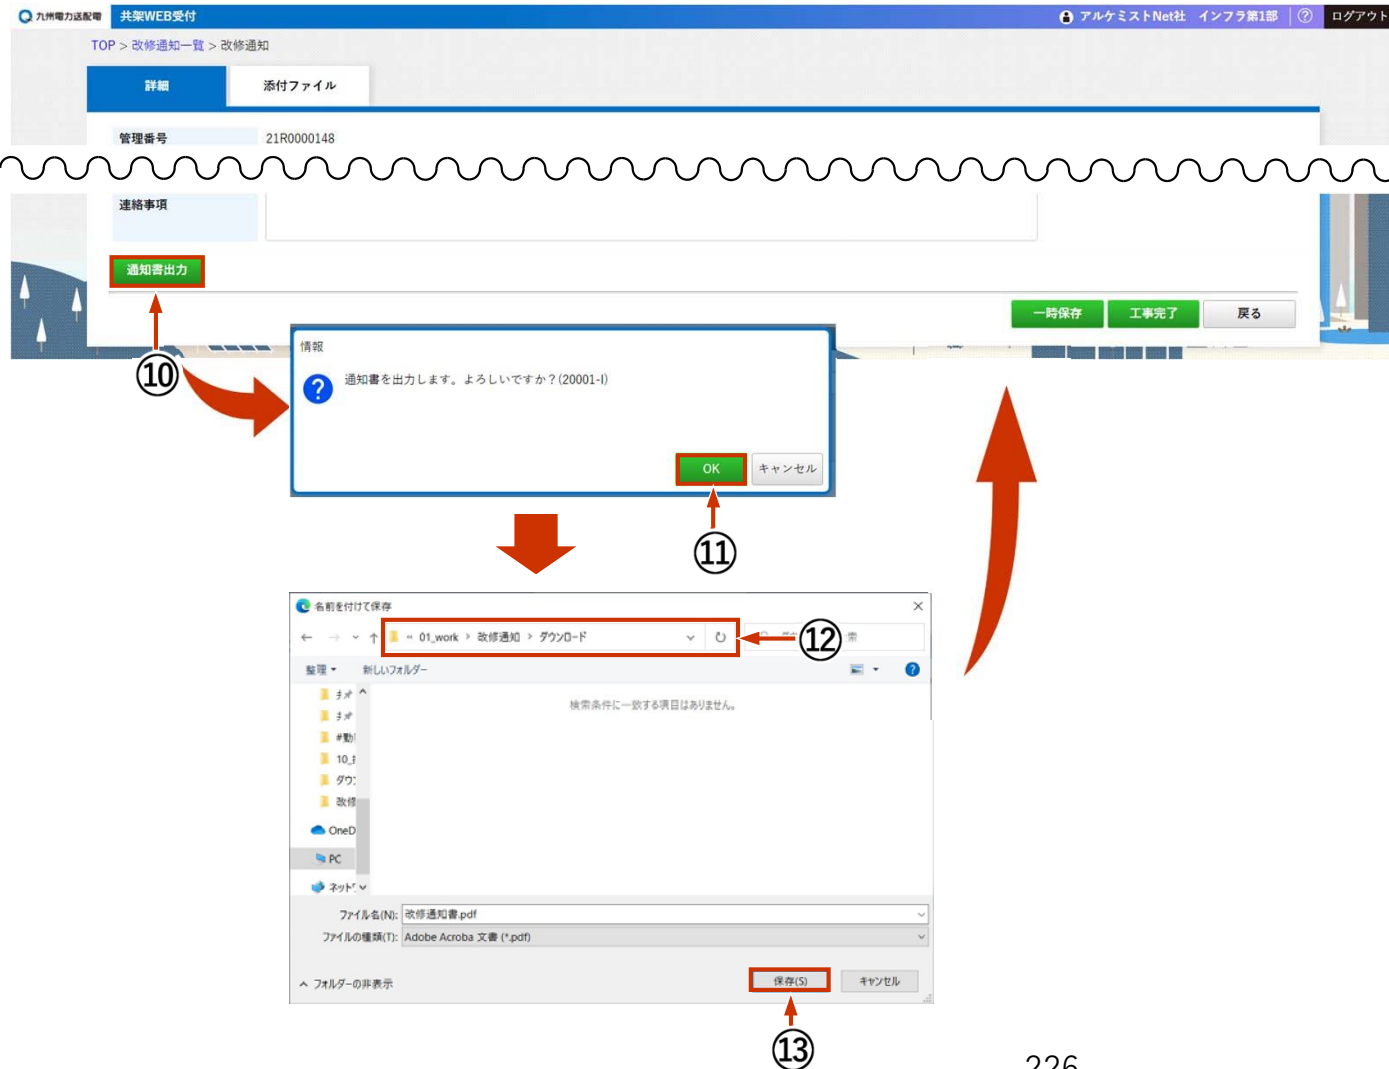 九州電力送配電 共架WEB受付 アルケミストNet社 インフラ第1部 ? ログアウト
TOP > 改修通知一覧 > 改修通知
詳細 添付ファイル
管理番号 21R0000148
連絡事項
通知書出力
一時保存 工事完了 戻る
⑩
情報
通知書を出力します。よろしいですか？(20001-I)
OK キャンセル
⑪
名前を付けて保存
« 01_work > 改修通知 > ダウンロード
⑫
整理 新しいフォルダー
検索条件に一致する項目はありません。
#勤
10_
ダウ
改修
OneD
PC
ネット
ファイル名(N): 改修通知書.pdf
ファイルの種類(T): Adobe Acroba 文書 (*.pdf)
フォルダーの非表示
保存(S) キャンセル
⑬
226